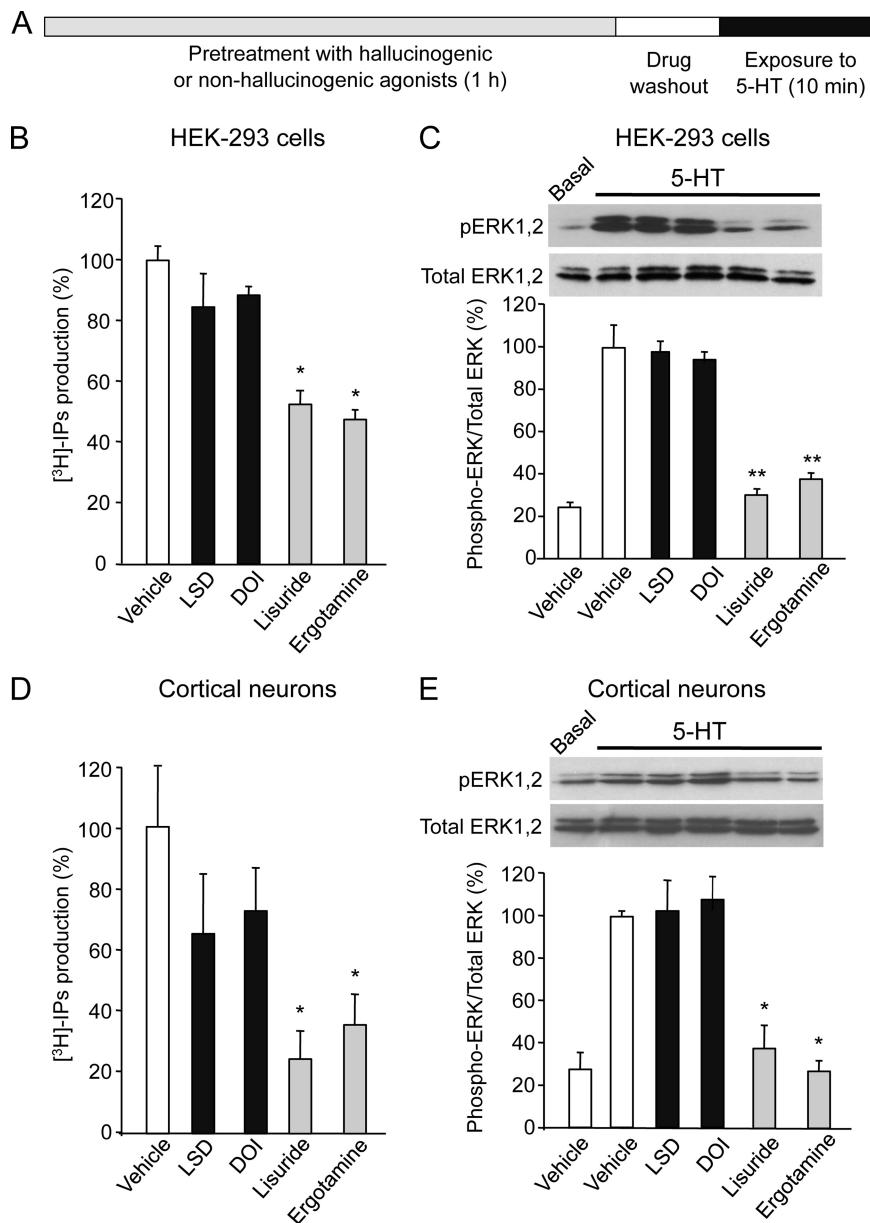 A
Pretreatment with hallucinogenic
or non-hallucinogenic agonists (1 h)
Drug
washout
Exposure to
5-HT (10 min)
B
HEK-293 cells
[³H]-IPs production (%)
120
100
80
60
40
20
0
*
*
Vehicle
LSD
DOI
Lisuride
Ergotamine
C
HEK-293 cells
Basal
5-HT
pERK1,2
Total ERK1,2
Phospho-ERK/Total ERK (%)
120
100
80
60
40
20
0
**
**
Vehicle
Vehicle
LSD
DOI
Lisuride
Ergotamine
D
Cortical neurons
[³H]-IPs production (%)
120
100
80
60
40
20
0
*
*
Vehicle
LSD
DOI
Lisuride
Ergotamine
E
Cortical neurons
Basal
5-HT
pERK1,2
Total ERK1,2
Phospho-ERK/Total ERK (%)
120
100
80
60
40
20
0
*
*
Vehicle
Vehicle
LSD
DOI
Lisuride
Ergotamine